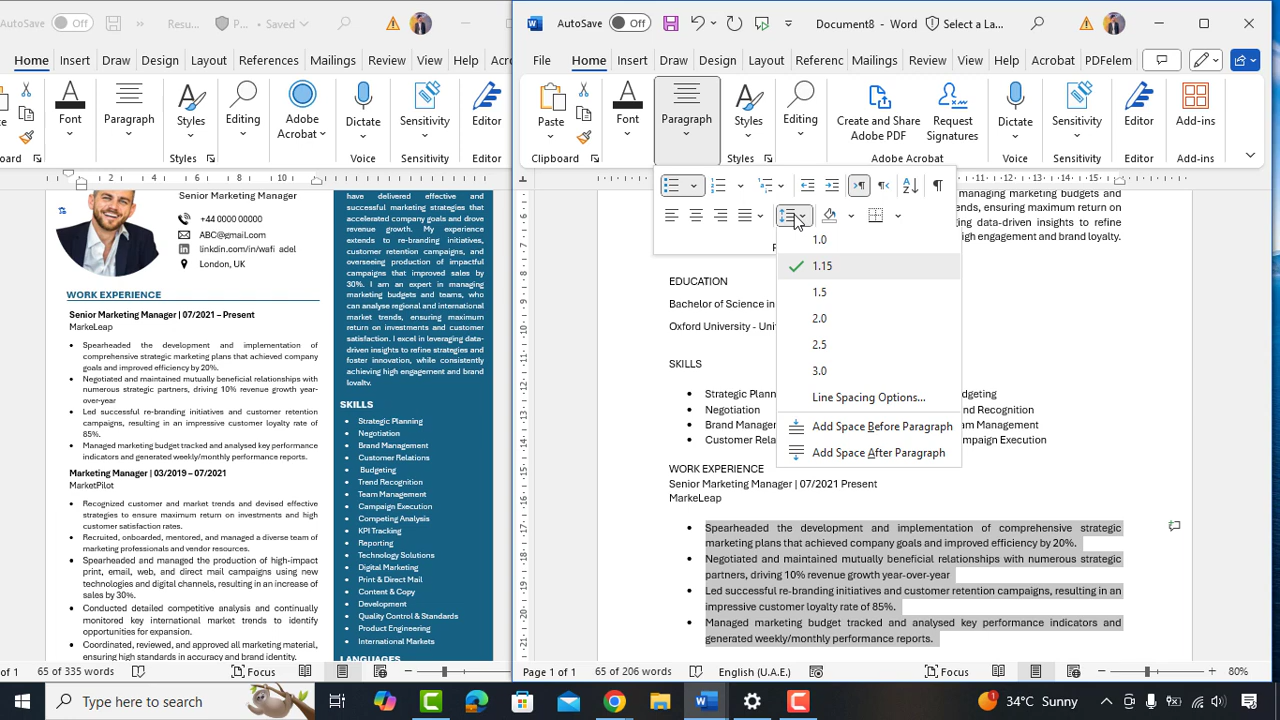 AutoSave
Off
Resu...
P...
Saved
Home
Insert
Draw
Design
Layout
References
Mailings
Review
View
Help
Font
Paragraph
Styles
Editing
Adobe
Acrobat
Dictate
Sensitivity
Editor
Styles
Voice
Sensitivity
Editor
Senior Marketing Manager
+44 0000 00000
ABC@gmail.com
linkdin.com/in/wafi adel
London, UK
WORK EXPERIENCE
Senior Marketing Manager | 07/2021 – Present
MarkeLeap
• Spearheaded the development and implementation of
comprehensive strategic marketing plans that achieved company
goals and improved efficiency by 20%.
• Negotiated and maintained mutually beneficial relationships with
numerous strategic partners, driving 10% revenue growth year-
over-year
• Led successful re-branding initiatives and customer retention
campaigns, resulting in an impressive customer loyalty rate of
85%.
• Managed marketing budget tracked and analysed key performance
indicators and generated weekly/monthly performance reports.
Marketing Manager | 03/2019 – 07/2021
MarketPilot
• Recognized customer and market trends and devised effective
strategies to ensure maximum return on investments and high
customer satisfaction rates.
• Recruited, onboarded, mentored, and managed a diverse team of
marketing professionals and vendor resources.
• Spearheaded and managed the production of high-impact
print, email, web, and direct mail campaigns using new
technologies and digital channels, resulting in an increase of
sales by 30%.
• Conducted detailed competitive analysis and continually
monitored key international market trends to identify
opportunities for expansion.
• Coordinated, reviewed, and approved all marketing material,
ensuring high standards in accuracy and brand identity.
have delivered effective and
successful marketing strategies that
accelerated company goals and drove
revenue growth. My experience
extends to re-branding initiatives,
customer retention campaigns, and
overseeing production of impactful
campaigns that improved sales by
30%. I am an expert in managing
marketing budgets and teams, who
can analyse regional and international
market trends, ensuring maximum
return on investments and customer
satisfaction. I excel in leveraging data-
driven insights to refine strategies and
foster innovation, while consistently
achieving high engagement and brand
loyalty.
SKILLS
• Strategic Planning
• Negotiation
• Brand Management
• Customer Relations
• Budgeting
• Trend Recognition
• Team Management
• Campaign Execution
• Competing Analysis
• KPI Tracking
• Reporting
• Technology Solutions
• Digital Marketing
• Print & Direct Mail
• Content & Copy
• Development
• Quality Control & Standards
• Product Engineering
• International Markets
LANGUAGES
65 of 335 words
Focus
AutoSave
Off
Document8 - Word
Select a La...
File
Home
Insert
Draw
Design
Layout
Referenc
Mailings
Review
View
Help
Acrobat
PDFelem
Paste
Font
Paragraph
Styles
Editing
Create and Share
Adobe PDF
Request
Signatures
Dictate
Sensitivity
Editor
Add-ins
Clipboard
Styles
Adobe Acrobat
Voice
Sensitivity
Editor
Add-ins
1.0
1.15
1.5
2.0
2.5
3.0
Line Spacing Options...
Add Space Before Paragraph
Add Space After Paragraph
managing marketing budgets and
trends, ensuring maximum return on
data-driven insights to refine
high engagement and brand loyalty.
EDUCATION
Bachelor of Science in
Oxford University - Uni
SKILLS
• Strategic Plan
• Negotiation
• Brand Manage
• Customer Rela
WORK EXPERIENCE
Senior Marketing Manager | 07/2021 Present
MarkeLeap
• Spearheaded the development and implementation of comprehensive strategic
marketing plans that achieved company goals and improved efficiency by 20%.
• Negotiated and maintained mutually beneficial relationships with numerous strategic
partners, driving 10% revenue growth year-over-year
• Led successful re-branding initiatives and customer retention campaigns, resulting in an
impressive customer loyalty rate of 85%.
• Managed marketing budget tracked and analysed key performance indicators and
generated weekly/monthly performance reports.
Page 1 of 1
65 of 206 words
English (U.K.)
Focus
80%
Type here to search
34°C Sunny